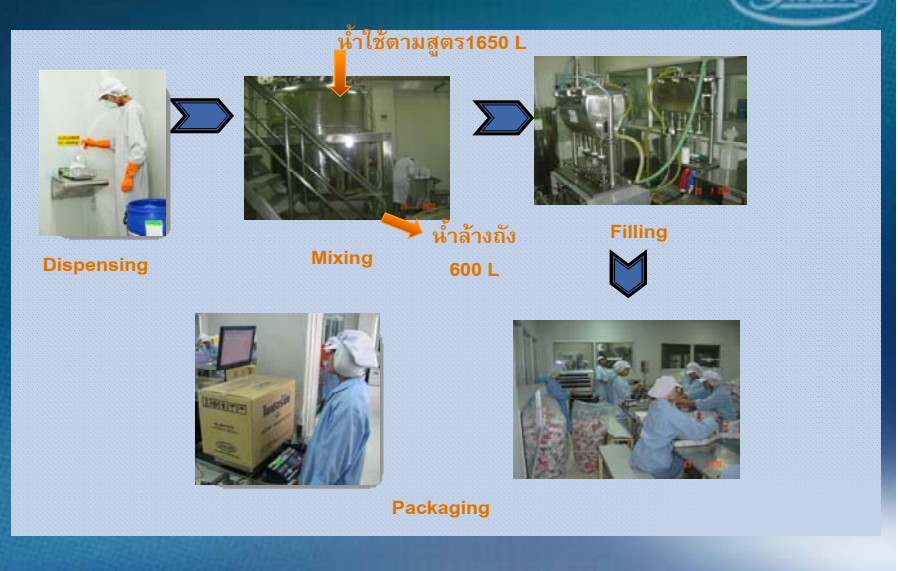 น้ำใช้ตามสูตร1650 L
Dispensing
Mixing
น้ำล้างถัง
600 L
Filling
Packaging